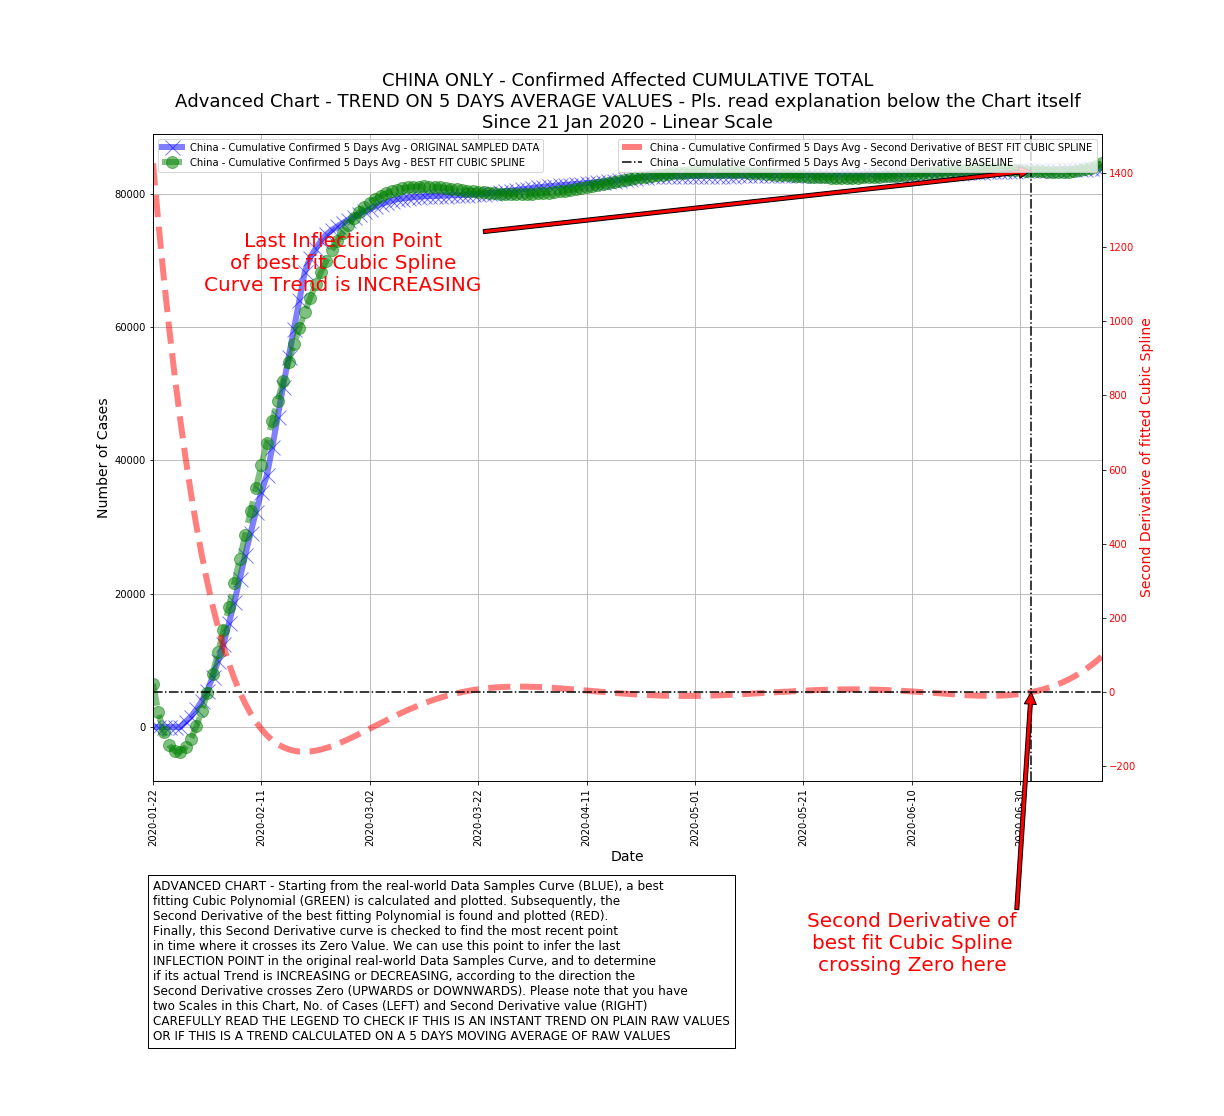 CHINA ONLY - Confirmed Affected CUMULATIVE TOTAL
Advanced Chart - TREND ON 5 DAYS AVERAGE VALUES - Pls. read explanation below the Chart itself
Since 21 Jan 2020 - Linear Scale
China - Cumulative Confirmed 5 Days Avg - ORIGINAL SAMPLED DATA
China - Cumulative Confirmed 5 Days Avg - BEST FIT CUBIC SPLINE
China - Cumulative Confirmed 5 Days Avg - Second Derivative of BEST FIT CUBIC SPLINE
China - Cumulative Confirmed 5 Days Avg - Second Derivative BASELINE
Last Inflection Point
of best fit Cubic Spline
Curve Trend is INCREASING
Number of Cases
80000
60000
40000
20000
0
1400
1200
1000
800
600
400
200
0
−200
Second Derivative of fitted Cubic Spline
2020-01-22
2020-02-11
2020-03-02
2020-03-22
2020-04-11
2020-05-01
2020-05-21
2020-06-10
2020-06-30
Date
ADVANCED CHART - Starting from the real-world Data Samples Curve (BLUE), a best
fitting Cubic Polynomial (GREEN) is calculated and plotted. Subsequently, the
Second Derivative of the best fitting Polynomial is found and plotted (RED).
Finally, this Second Derivative curve is checked to find the most recent point
in time where it crosses its Zero Value. We can use this point to infer the last
INFLECTION POINT in the original real-world Data Samples Curve, and to determine
if its actual Trend is INCREASING or DECREASING, according to the direction the
Second Derivative crosses Zero (UPWARDS or DOWNWARDS). Please note that you have
two Scales in this Chart, No. of Cases (LEFT) and Second Derivative value (RIGHT)
CAREFULLY READ THE LEGEND TO CHECK IF THIS IS AN INSTANT TREND ON PLAIN RAW VALUES
OR IF THIS IS A TREND CALCULATED ON A 5 DAYS MOVING AVERAGE OF RAW VALUES
Second Derivative of
best fit Cubic Spline
crossing Zero here